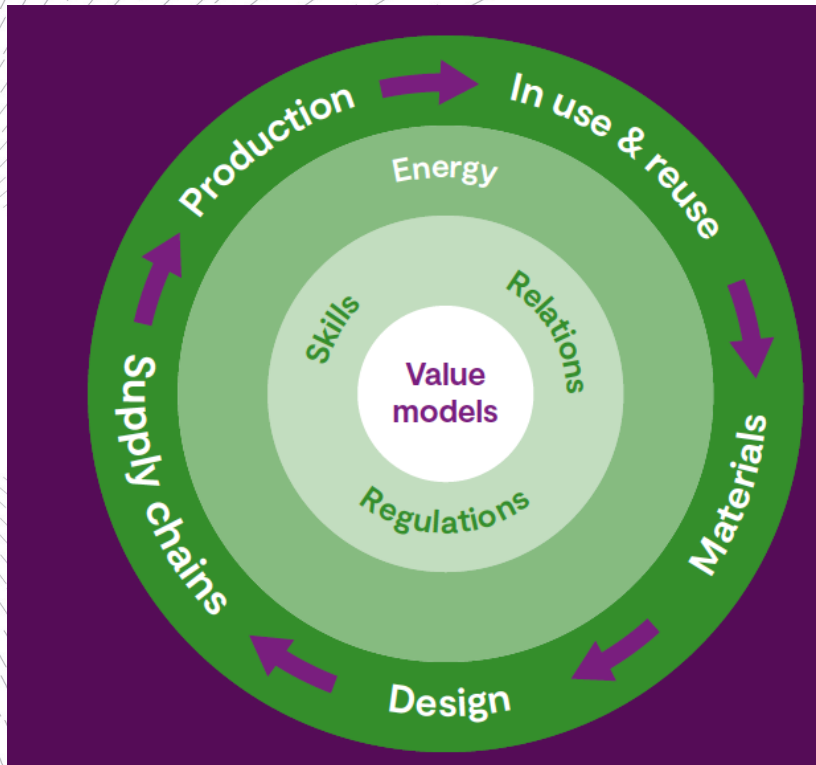 Production
In use & reuse
Materials
Design
Supply chains
Energy
Skills
Relations
Regulations
Value
models